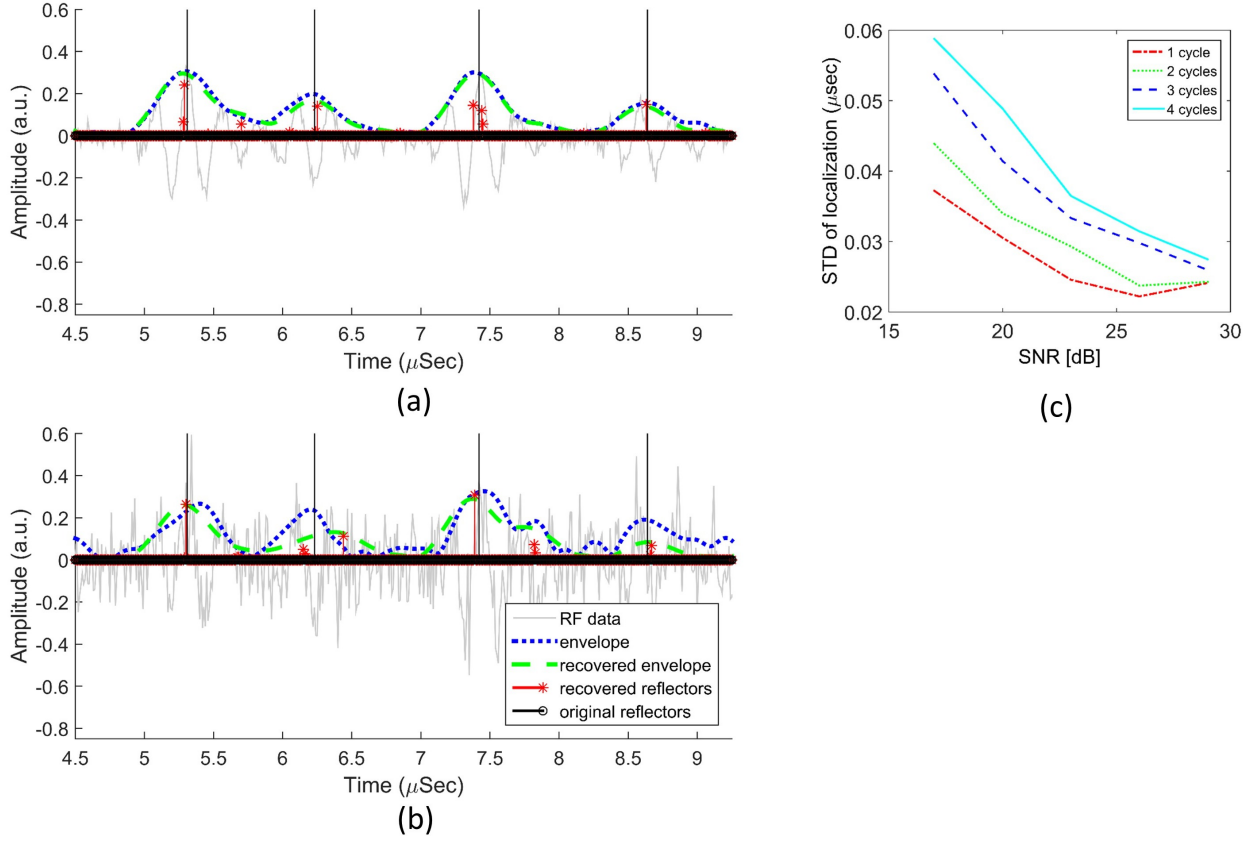 0.6
0.4
0.2
0
-0.2
-0.4
-0.6
-0.8
Amplitude (a.u.)
4.5 5 5.5 6 6.5 7 7.5 8 8.5 9
Time (μSec)
(a)
0.06
0.05
0.04
0.03
0.02
STD of localization (μsec)
1 cycle
2 cycles
3 cycles
4 cycles
15 20 25 30
SNR [dB]
(c)
0.6
0.4
0.2
0
-0.2
-0.4
-0.6
-0.8
Amplitude (a.u.)
RF data
envelope
recovered envelope
recovered reflectors
original reflectors
4.5 5 5.5 6 6.5 7 7.5 8 8.5 9
Time (μSec)
(b)